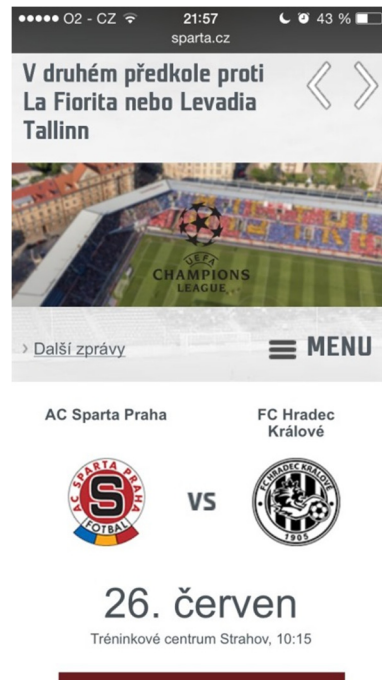 ●●●●● O2 - CZ 21:57 43 %
sparta.cz
V druhém předkole proti
La Fiorita nebo Levadia
Tallinn
UEFA
CHAMPIONS
LEAGUE
› Další zprávy
MENU
AC Sparta Praha
FC Hradec
Králové
AC SPARTA PRAHA
S
FOTBAL
VS
FC HRADEC KRÁLOVÉ
1905
26. červen
Tréninkové centrum Strahov, 10:15